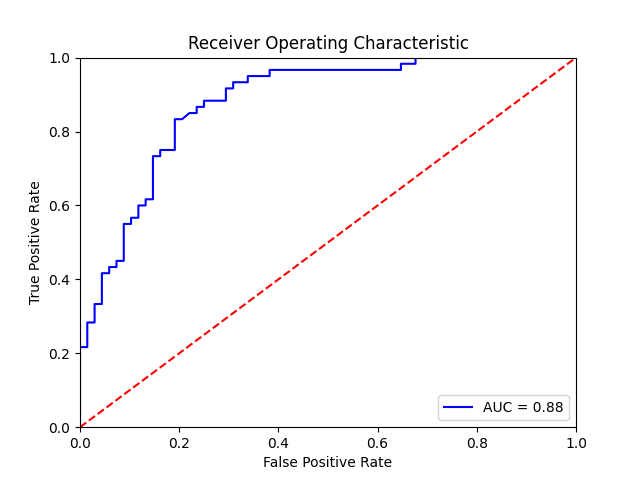 Receiver Operating Characteristic
1.0
0.8
0.6
0.4
0.2
0.0
True Positive Rate
AUC = 0.88
0.0 0.2 0.4 0.6 0.8 1.0
False Positive Rate